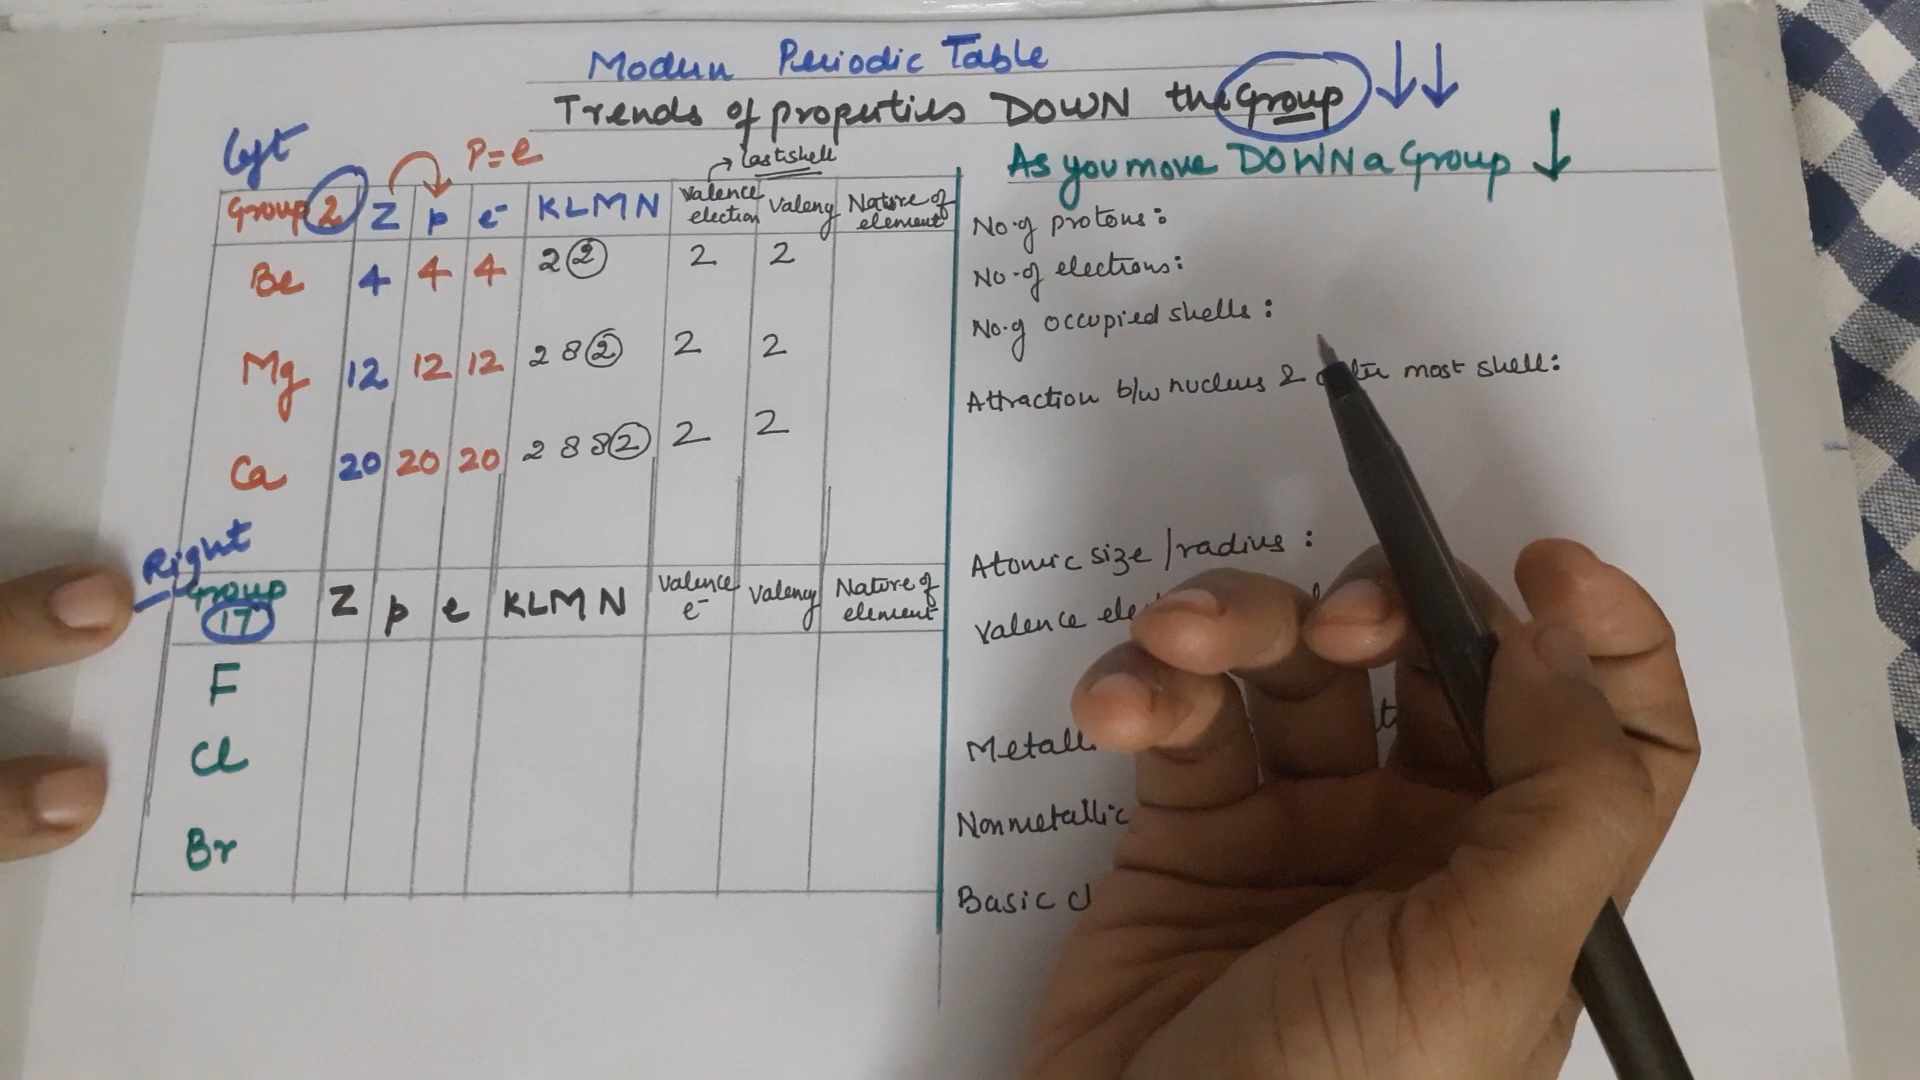 Modern Periodic Table
Trends of properties DOWN the Group ↓↓
Left
P=e
→ last shell
As you move DOWN a Group ↓
Group 2 Z p e⁻ KLMN Valence election Valeny Nature of element
Be 4 4 4 2 2 2 2
Mg 12 12 12 2 8 2 2 2
Ca 20 20 20 2 8 8 2 2 2
Right
Group 17 Z p e KLMN Valence e⁻ Valency Nature of element
F
Cl
Br
No. of protons:
No. of elections:
No. of occupied shells:
Attraction b/w nucleus & most shell:
Atomic size/radius:
Valence ele
Metall
Nonmetallic
Basic